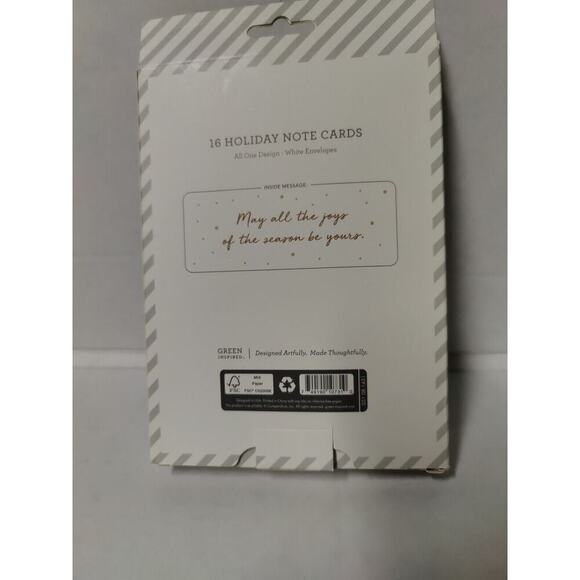 16 HOLIDAY NOTE CARDS
All One Design · White Envelopes
INSIDE MESSAGE
May all the joys
of the season be yours.
GREEN
INSPIRED.
Designed Artfully. Made Thoughtfully.
FSC
MIX
Paper